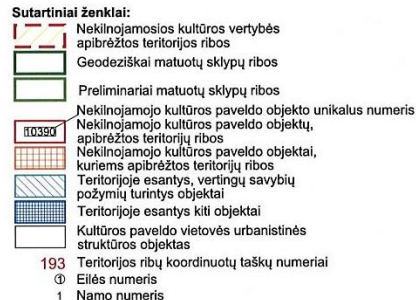 Sutartiniai ženklai:
Nekilnojamosios kultūros vertybės
apibrėžtos teritorijos ribos
Geodeziškai matuotų sklypų ribos
Preliminariai matuotų sklypų ribos
Nekilnojamojo kultūros paveldo objekto unikalus numeris
10390
Nekilnojamojo kultūros paveldo objektų,
apibrėžtų teritorijų ribos
Nekilnojamojo kultūros paveldo objektai,
kuriems apibrėžtos teritorijų ribos
Teritorijoje esantys, vertingų savybių
požymių turintys objektai
Teritorijoje esantys kiti objektai
Kultūros paveldo vietovės urbanistinės
struktūros objektas
193 Teritorijos ribų koordinuotų taškų numeriai
① Eilės numeris
1 Namo numeris